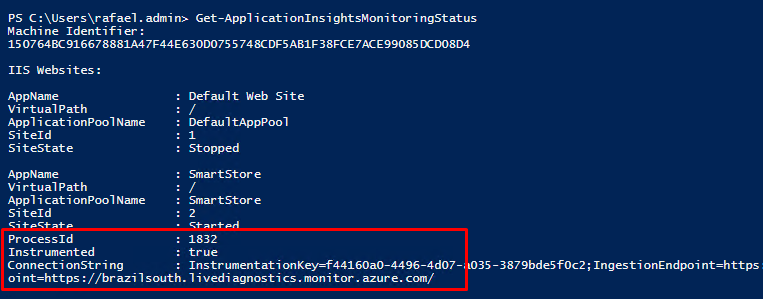 PS C:\Users\rafael.admin> Get-ApplicationInsightsMonitoringStatus
Machine Identifier:
150764BC916678881A47F44E630D0755748CDF5AB1F38FCE7ACE99085DCD08D4
IIS Websites:
AppName : Default Web Site
VirtualPath : /
ApplicationPoolName : DefaultAppPool
SiteId : 1
SiteState : Stopped
AppName : SmartStore
VirtualPath : /
ApplicationPoolName : SmartStore
SiteId : 2
SiteState : Started
ProcessId : 1832
Instrumented : true
ConnectionString : InstrumentationKey=f44160a0-4496-4d07-a035-3879bde5f0c2;IngestionEndpoint=https:
oint=https://brazilsouth.livediagnostics.monitor.azure.com/